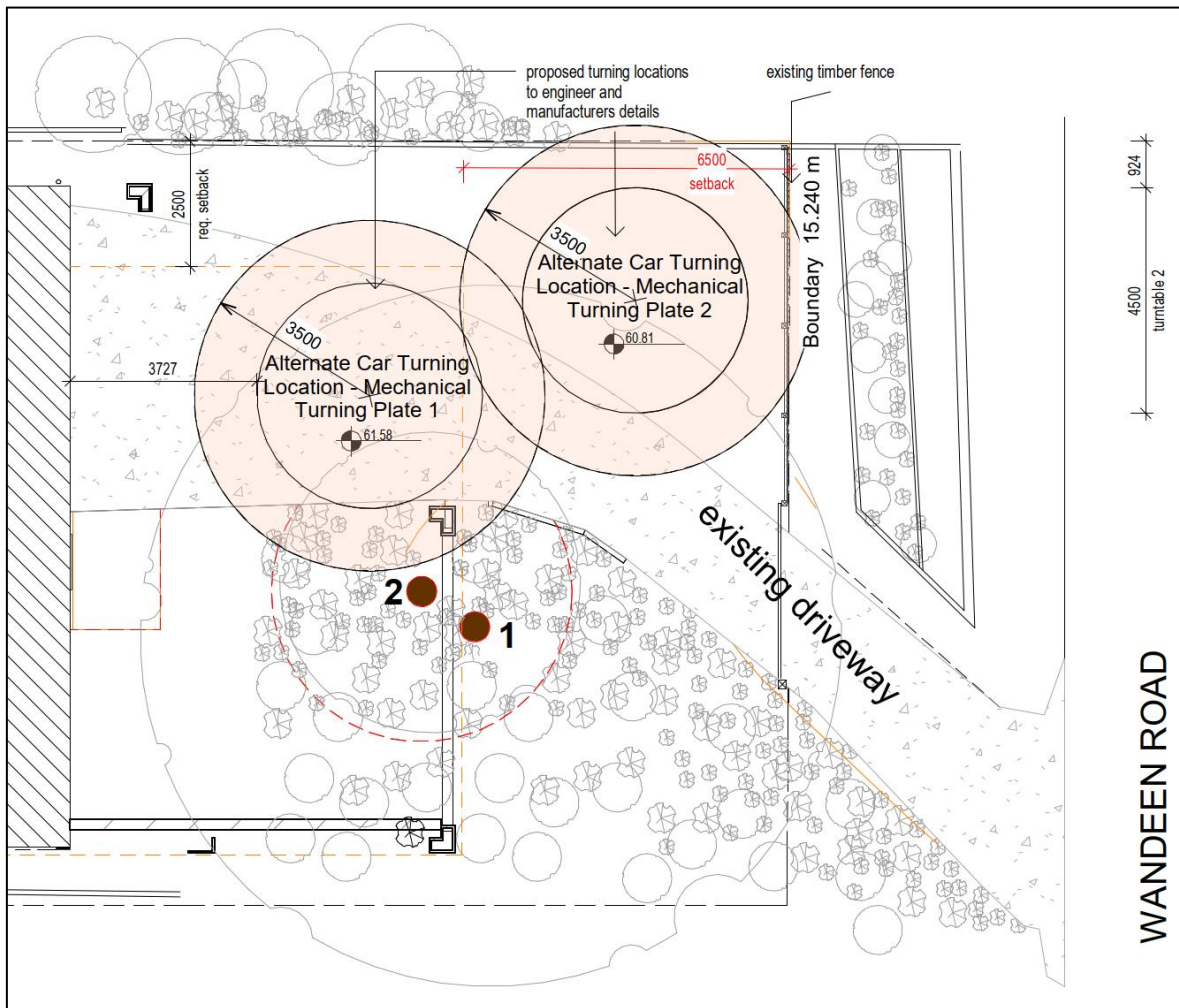 proposed turning locations
to engineer and
manufacturers details
existing timber fence
6500
setback
924
2500
req. setback
Boundary 15.240 m
3500
Alternate Car Turning
Location - Mechanical
Turning Plate 2
60.81
4500
turntable 2
3500
3727
Alternate Car Turning
Location - Mechanical
Turning Plate 1
61.58
existing driveway
2
1
WANDEEN ROAD